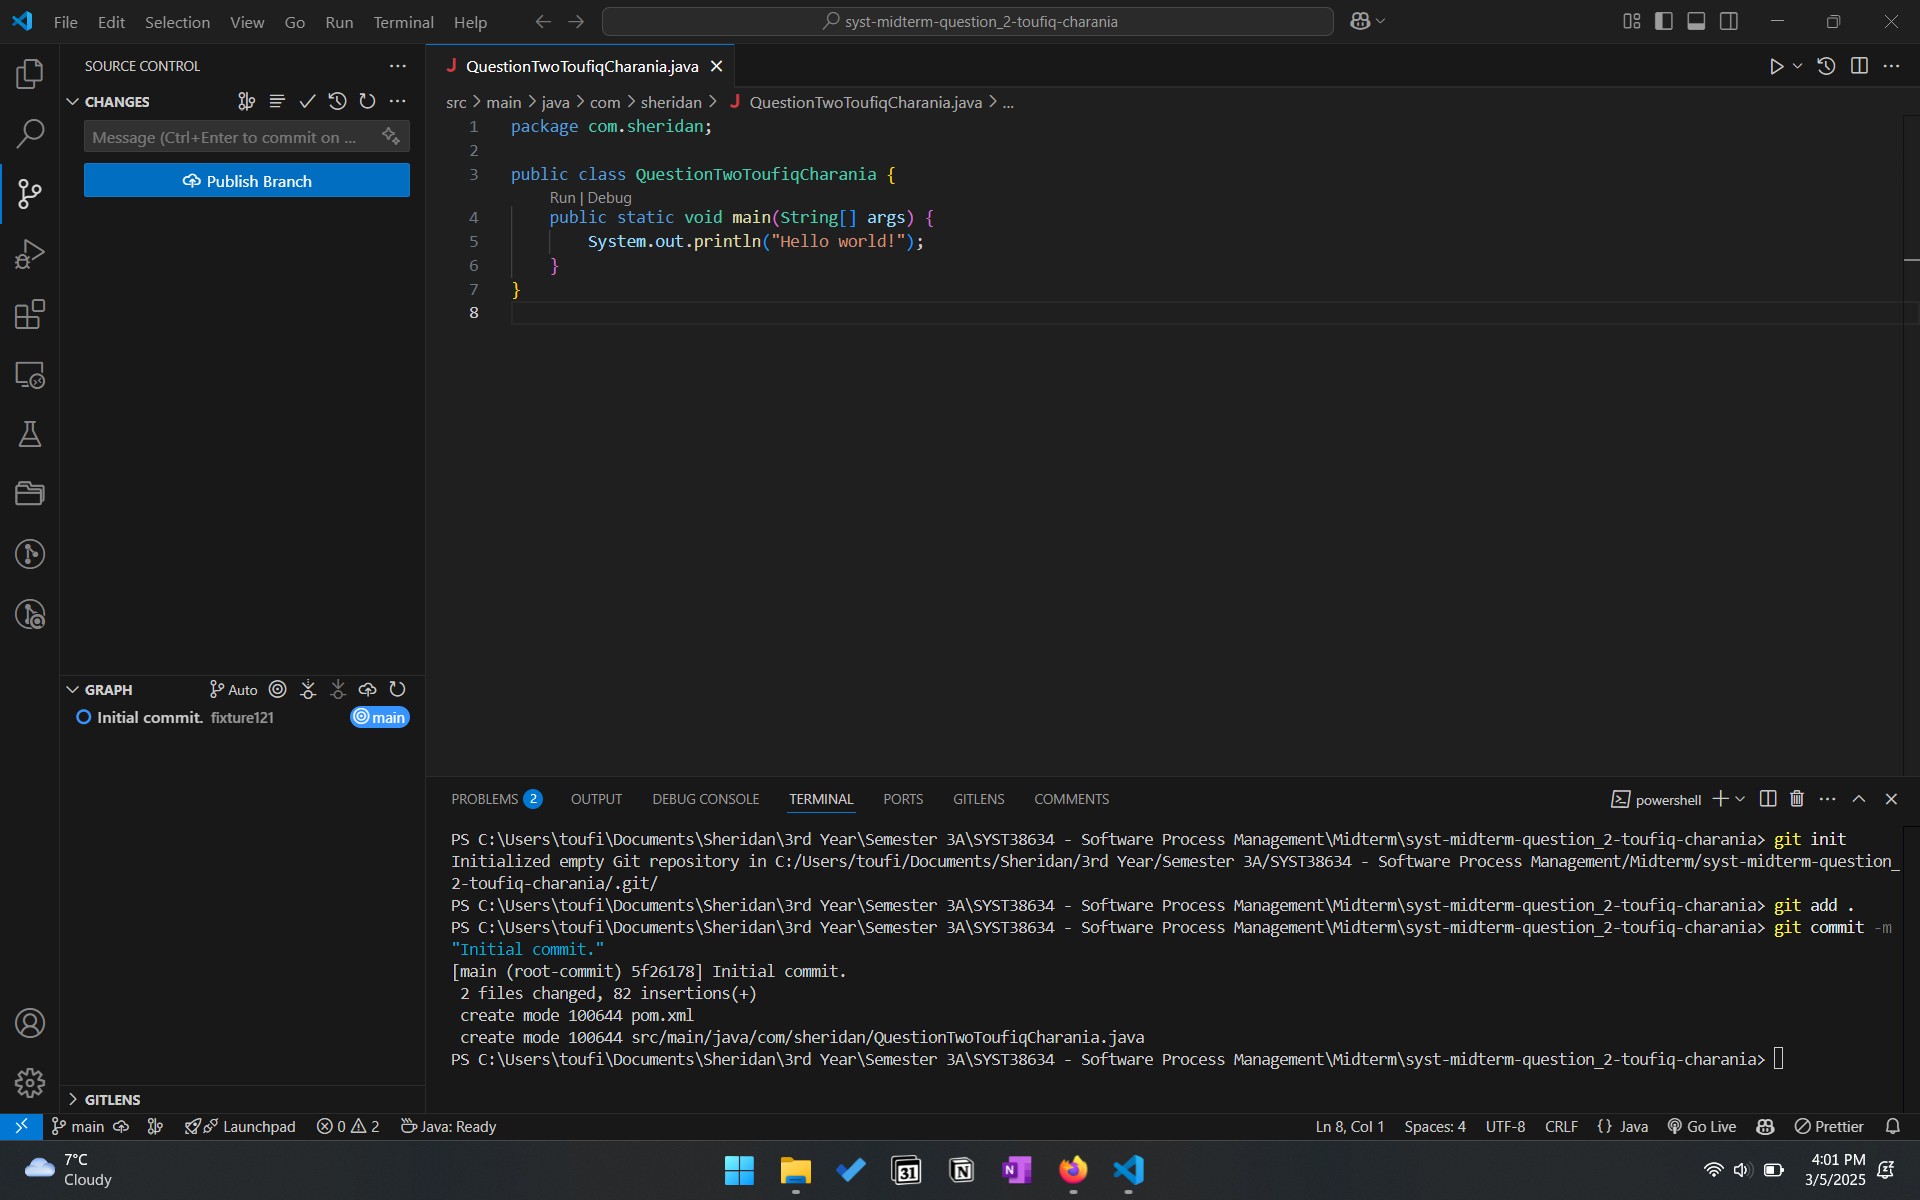 File Edit Selection View Go Run Terminal Help
syst-midterm-question_2-toufiq-charania
SOURCE CONTROL
CHANGES
Message (Ctrl+Enter to commit on ...
Publish Branch
QuestionTwoToufiqCharania.java
src > main > java > com > sheridan > J QuestionTwoToufiqCharania.java > ...
1 package com.sheridan;
2
3 public class QuestionTwoToufiqCharania {
Run | Debug
4 public static void main(String[] args) {
5 System.out.println("Hello world!");
6 }
7 }
8
GRAPH
Auto
Initial commit. fixture121 main
GITLENS
PROBLEMS 2 OUTPUT DEBUG CONSOLE TERMINAL PORTS GITLENS COMMENTS
powershell
PS C:\Users\toufi\Documents\Sheridan\3rd Year\Semester 3A\SYST38634 - Software Process Management\Midterm\syst-midterm-question_2-toufiq-charania> git init
Initialized empty Git repository in C:/Users/toufi/Documents/Sheridan/3rd Year/Semester 3A/SYST38634 - Software Process Management/Midterm/syst-midterm-question_
2-toufiq-charania/.git/
PS C:\Users\toufi\Documents\Sheridan\3rd Year\Semester 3A\SYST38634 - Software Process Management\Midterm\syst-midterm-question_2-toufiq-charania> git add .
PS C:\Users\toufi\Documents\Sheridan\3rd Year\Semester 3A\SYST38634 - Software Process Management\Midterm\syst-midterm-question_2-toufiq-charania> git commit -m
"Initial commit."
[main (root-commit) 5f26178] Initial commit.
2 files changed, 82 insertions(+)
create mode 100644 pom.xml
create mode 100644 src/main/java/com/sheridan/QuestionTwoToufiqCharania.java
PS C:\Users\toufi\Documents\Sheridan\3rd Year\Semester 3A\SYST38634 - Software Process Management\Midterm\syst-midterm-question_2-toufiq-charania>
main Launchpad 0 2 Java: Ready
Ln 8, Col 1 Spaces: 4 UTF-8 CRLF {} Java Go Live Prettier
7°C
Cloudy
31
N
N
4:01 PM
3/5/2025